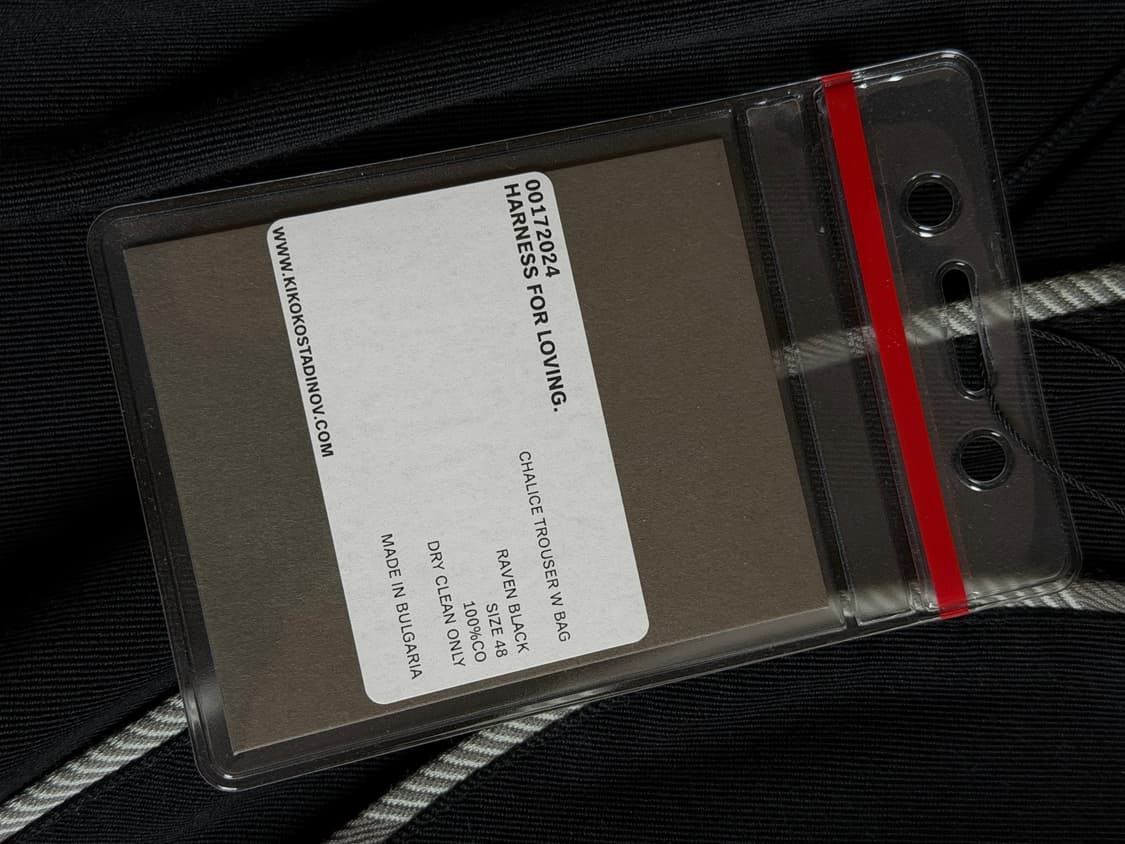 00172024
HARNESS FOR LOVING.
CHALICE TROUSER W BAG
RAVEN BLACK
SIZE 48
100%CO
DRY CLEAN ONLY
MADE IN BULGARIA
WWW.KIKOKOSTADINOV.COM